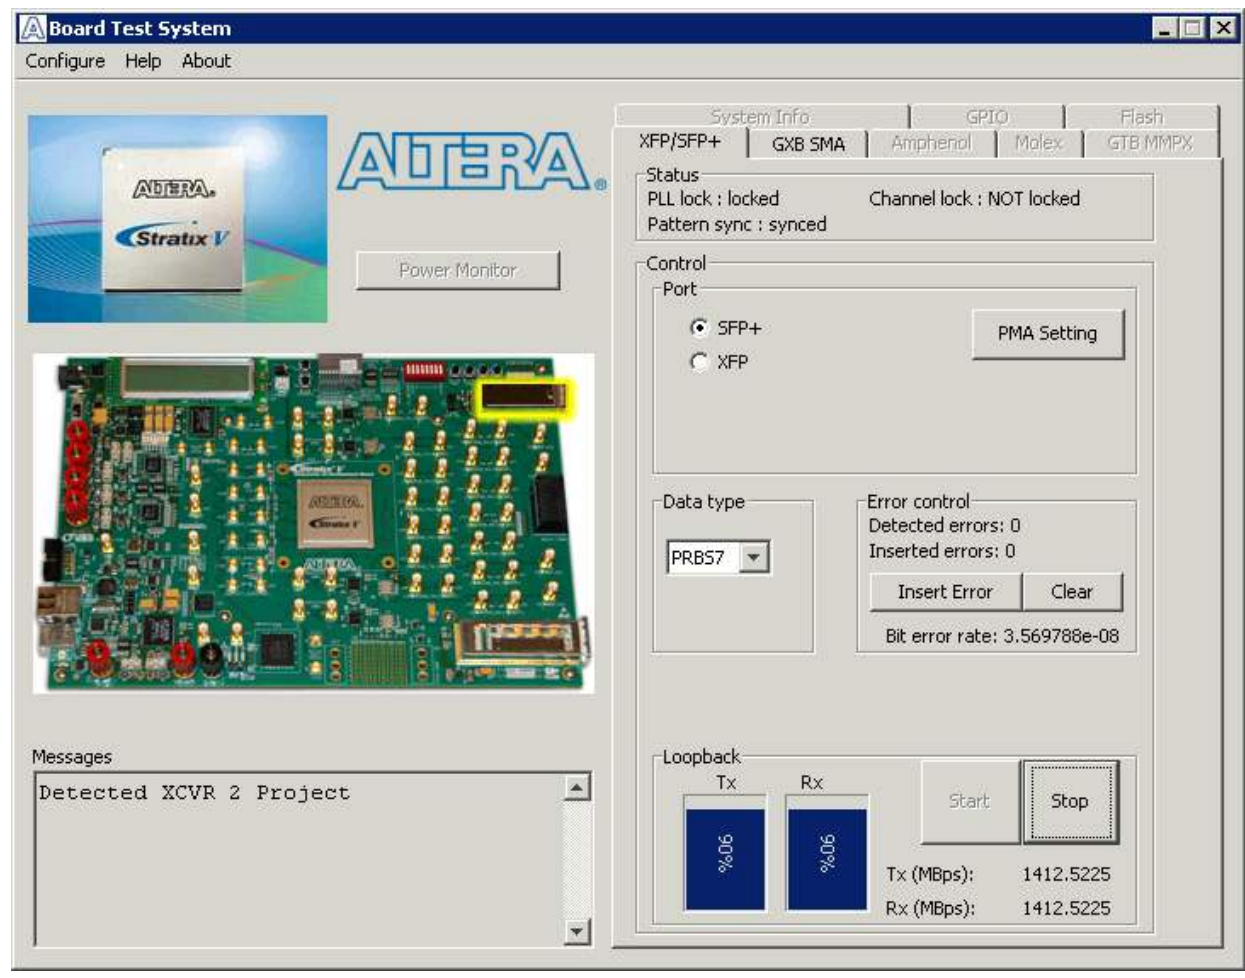 Board Test System
Configure Help About
ALTERA.
Stratix V
ALTERA®
Power Monitor
Stratix V
ALTERA.
Stratix V
ALTERA
Messages
Detected XCVR 2 Project
System Info GPIO Flash
XFP/SFP+ GXB SMA Amphenol Molex GTB MMPX
Status
PLL lock : locked Channel lock : NOT locked
Pattern sync : synced
Control
Port
SFP+
PMA Setting
XFP
Data type
PRBS7
Error control
Detected errors: 0
Inserted errors: 0
Insert Error Clear
Bit error rate: 3.569788e-08
Loopback
Tx Rx
90% 90%
Start Stop
Tx (MBps): 1412.5225
Rx (MBps): 1412.5225